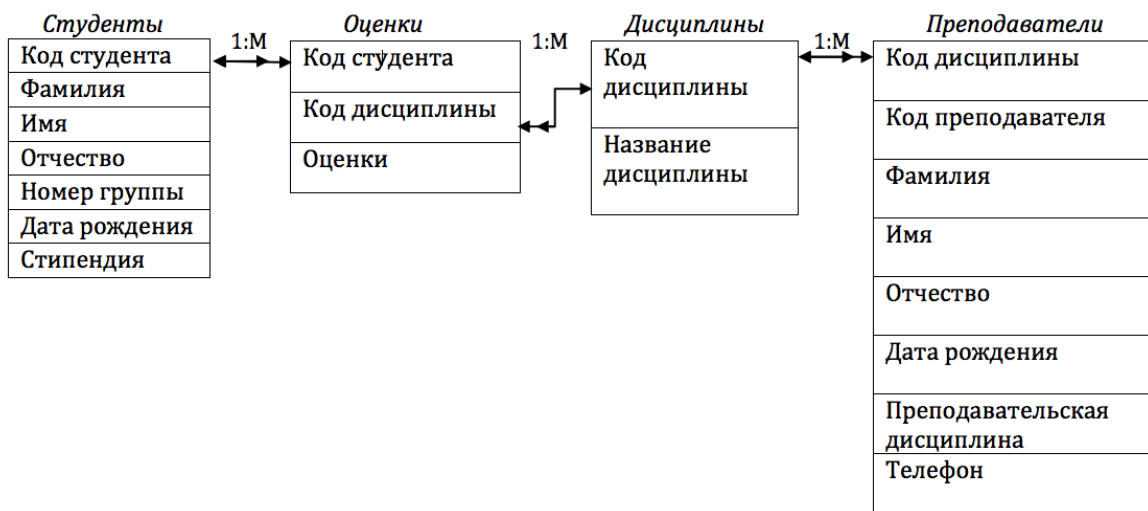 Студенты
Код студента
Фамилия
Имя
Отчество
Номер группы
Дата рождения
Стипендия
1:М
Оценки
Код студента
Код дисциплины
Оценки
1:М
Дисциплины
Код
дисциплины
Название
дисциплины
1:М
Преподаватели
Код дисциплины
Код преподавателя
Фамилия
Имя
Отчество
Дата рождения
Преподавательская
дисциплина
Телефон